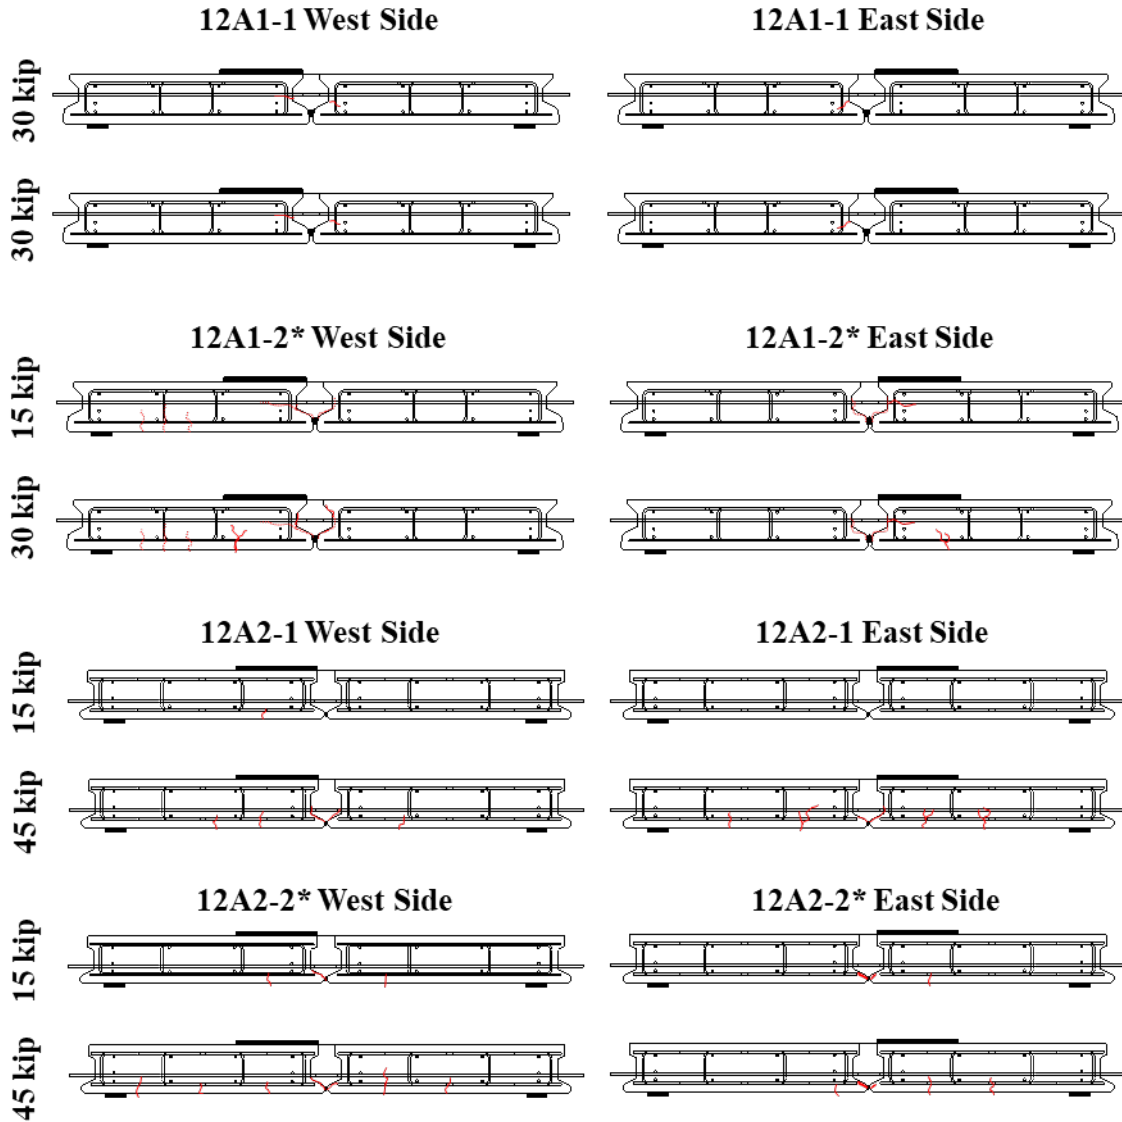 12A1-1 West Side
12A1-1 East Side
30 kip
30 kip
12A1-2* West Side
12A1-2* East Side
15 kip
30 kip
12A2-1 West Side
12A2-1 East Side
15 kip
45 kip
12A2-2* West Side
12A2-2* East Side
15 kip
45 kip